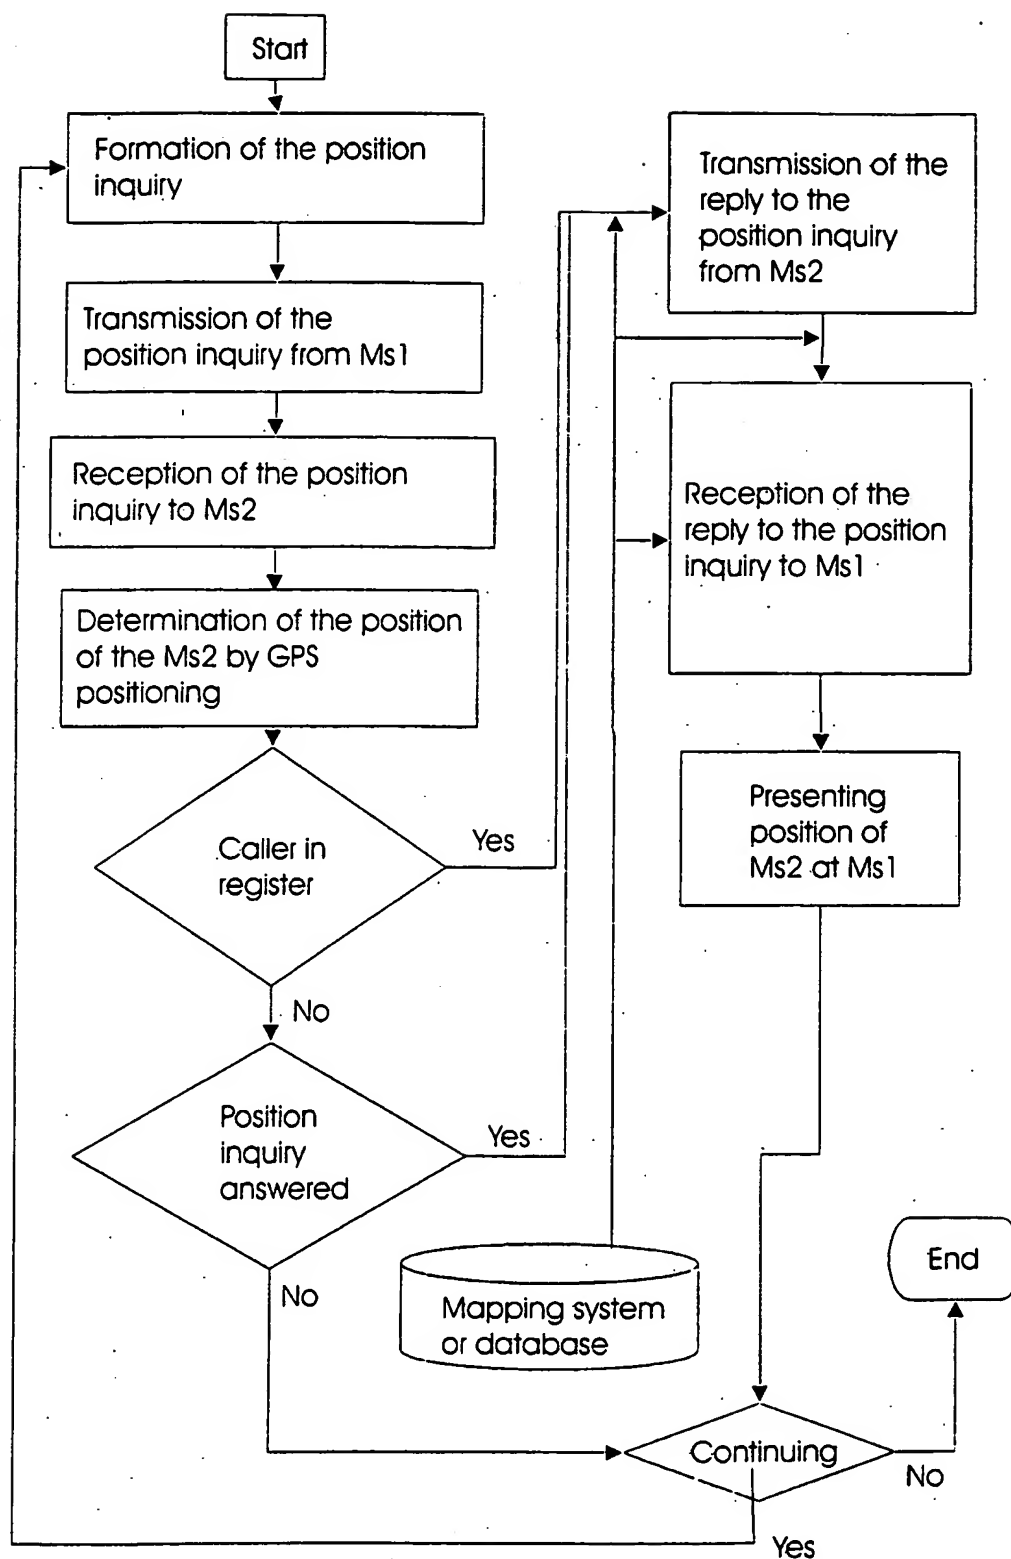 Start
Formation of the position
inquiry
Transmission of the
position inquiry from Ms1
Reception of the position
inquiry to Ms2
Determination of the position
of the Ms2 by GPS
positioning
Caller in
register
Yes
No
Position
inquiry
answered
Yes
No
Mapping system
or database
Transmission of the
reply to the
position inquiry
from Ms2
Reception of the
reply to the position
inquiry to Ms1
Presenting
position of
Ms2 at Ms1
End
Continuing
No
Yes